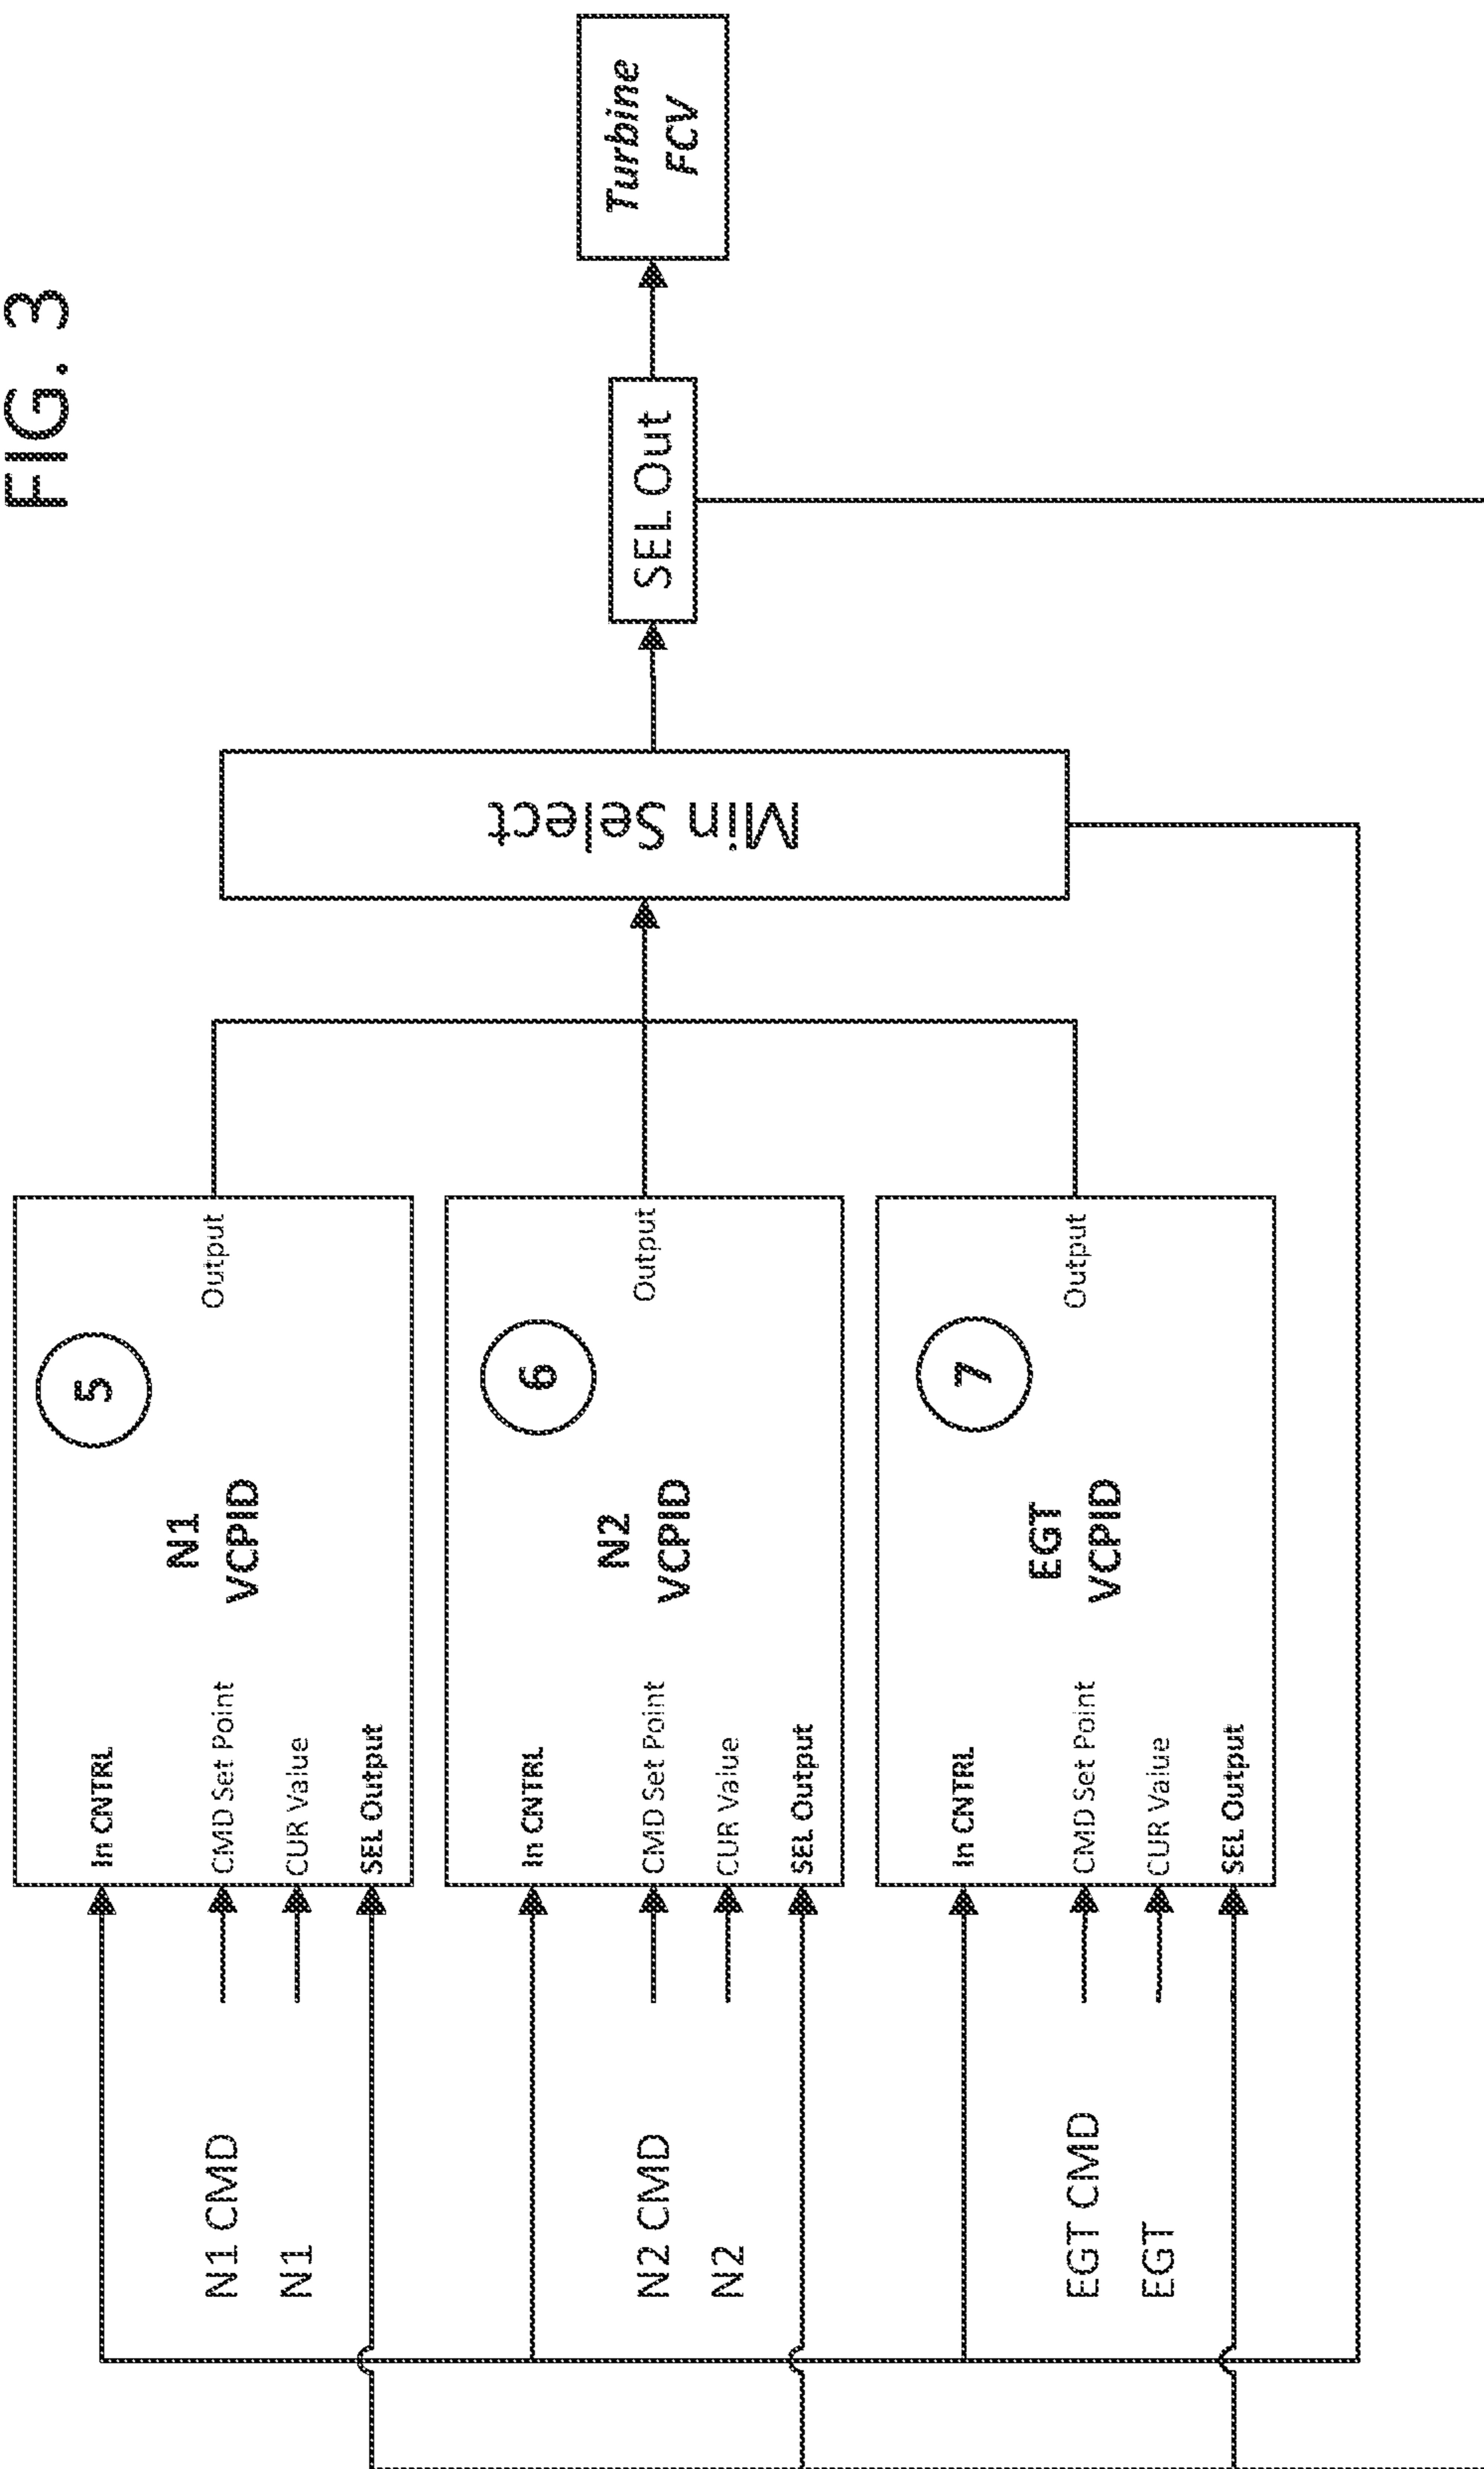 FIG. 3
In CNTRL
N1 CMD
CMD Set Point
N1
CUR Value
SEL Output
N1
VCPID
5
Output
In CNTRL
N2 CMD
CMD Set Point
N2
CUR Value
SEL Output
N2
VCPID
6
Output
In CNTRL
EGT CMD
CMD Set Point
EGT
CUR Value
SEL Output
EGT
VCPID
7
Output
Min Select
SEL Out
Turbine
FCV